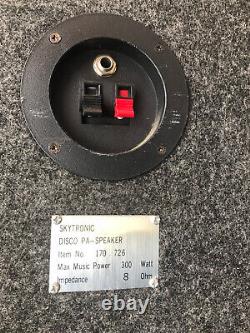 SKYTRONIC
DISCO PA-SPEAKER
Item No. 170 726
Max Music Power 300 Watt
Impedance 8 Ohm